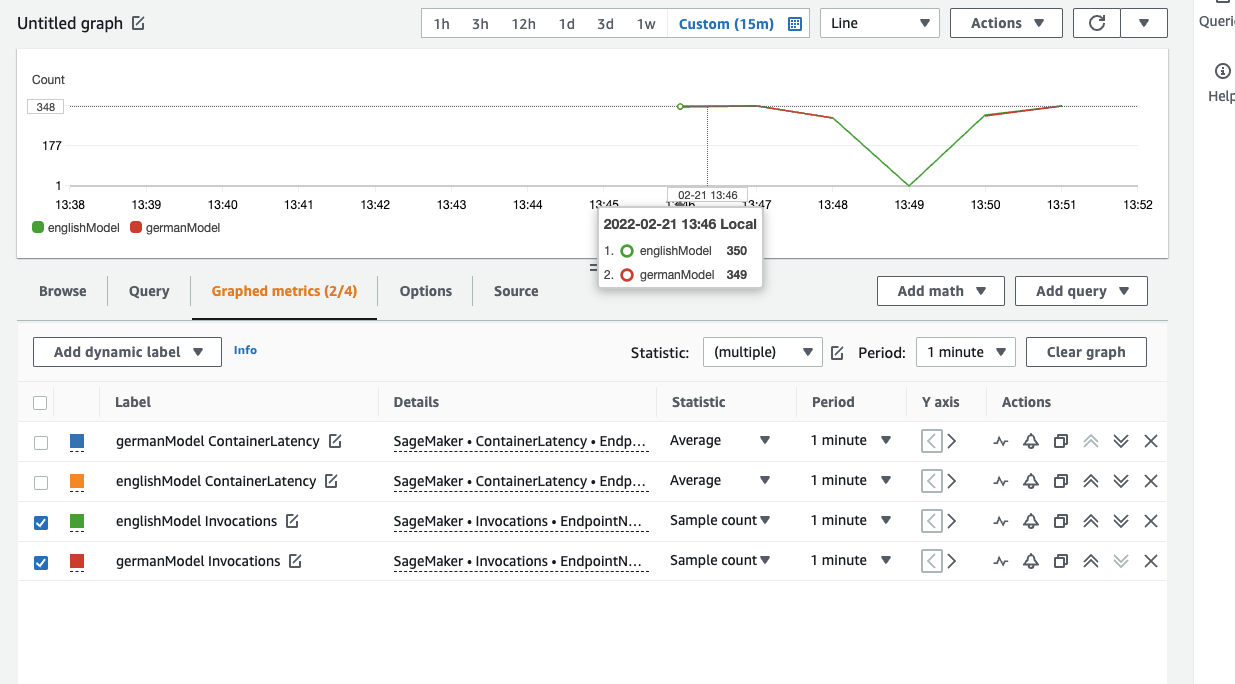 Untitled graph
1h 3h 12h 1d 3d 1w Custom (15m) Line Actions
Count
348
177
1
13:38 13:39 13:40 13:41 13:42 13:43 13:44 13:45 13:46 13:47 13:48 13:49 13:50 13:51 13:52
02-21 13:46
englishModel germanModel
2022-02-21 13:46 Local
1. englishModel 350
2. germanModel 349
Browse Query Graphed metrics (2/4) Options Source Add math Add query
Add dynamic label Info Statistic: (multiple) Period: 1 minute Clear graph
Label Details Statistic Period Y axis Actions
germanModel ContainerLatency SageMaker • ContainerLatency • Endp... Average 1 minute
englishModel ContainerLatency SageMaker • ContainerLatency • Endp... Average 1 minute
englishModel Invocations SageMaker • Invocations • EndpointN... Sample count 1 minute
germanModel Invocations SageMaker • Invocations • EndpointN... Sample count 1 minute
Queri
Help